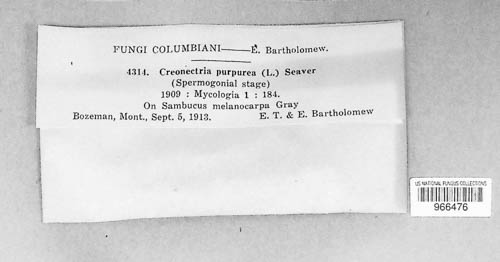 FUNGI COLUMBIANI——E. Bartholomew.
4314. Creonectria purpurea (L.) Seaver
(Spermogonial stage)
1909 : Mycologia 1 : 184.
On Sambucus melanocarpa Gray
Bozeman, Mont., Sept. 5, 1913. E. T. & E. Bartholomew
US NATIONAL FUNGUS COLLECTIONS
966476